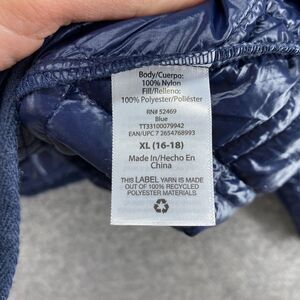 Body/Cuerpo:
100% Nylon
Fill/Relleno:
100% Polyester/Poliéster
RN# 52469
Blue
TT33100079942
EAN/UPC 7 2654768993
XL (16-18)
Made In/Hecho En
China
THIS LABEL YARN IS MADE
OUT OF 100% RECYCLED
POLYESTER MATERIALS